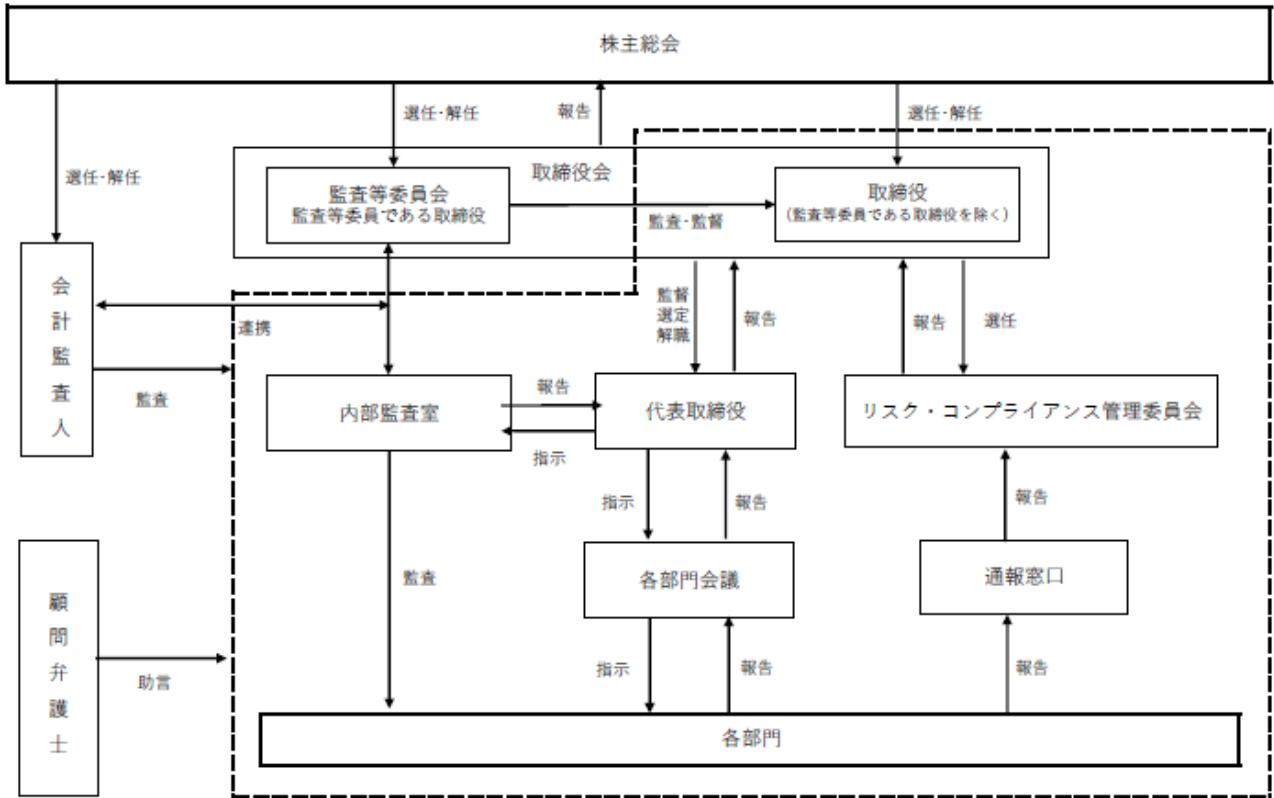 株主総会
選任・解任
報告
選任・解任
選任・解任
取締役会
監査等委員会
監査等委員である取締役
取締役
(監査等委員である取締役を除く)
監査・監督
会計監査人
連携
監査
監督
選定
解職
報告
報告
選任
内部監査室
報告
指示
代表取締役
リスク・コンプライアンス管理委員会
指示
報告
報告
監査
各部門会議
通報窓口
顧問弁護士
助言
指示
報告
報告
各部門